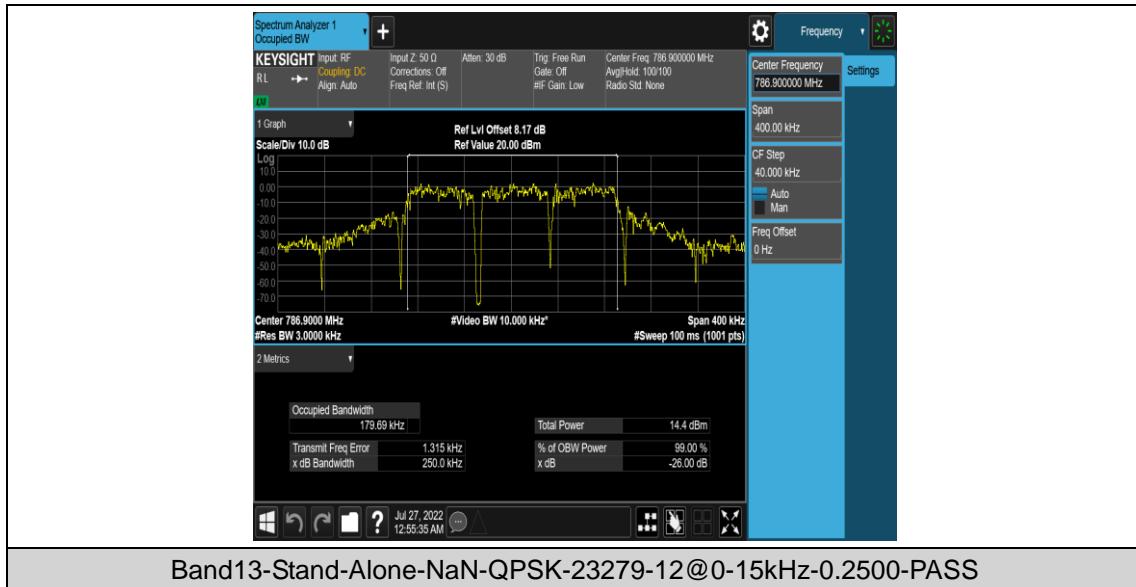 Spectrum Analyzer 1
Occupied BW
+
Frequency
KEYSIGHT
RL
LXI
Input: RF
Coupling: DC
Align: Auto
Input Z: 50 Ω
Corrections: Off
Freq Ref: Int (S)
Atten: 30 dB
Trig: Free Run
Gate: Off
#IF Gain: Low
Center Freq: 786.900000 MHz
Avg|Hold: 100/100
Radio Std: None
Center Frequency
786.900000 MHz
Settings
Span
400.00 kHz
CF Step
40.000 kHz
Auto
Man
Freq Offset
0 Hz
1 Graph
Scale/Div 10.0 dB
Ref Lvl Offset 8.17 dB
Ref Value 20.00 dBm
Log
10.0
0.00
-10.0
-20.0
-30.0
-40.0
-50.0
-60.0
-70.0
Center 786.9000 MHz
#Video BW 10.000 kHz*
Span 400 kHz
#Res BW 3.0000 kHz
#Sweep 100 ms (1001 pts)
2 Metrics
Occupied Bandwidth
179.69 kHz
Total Power 14.4 dBm
Transmit Freq Error 1.315 kHz
% of OBW Power 99.00 %
x dB Bandwidth 250.0 kHz
x dB -26.00 dB
?
Jul 27, 2022
12:55:35 AM
Band13-Stand-Alone-NaN-QPSK-23279-12@0-15kHz-0.2500-PASS